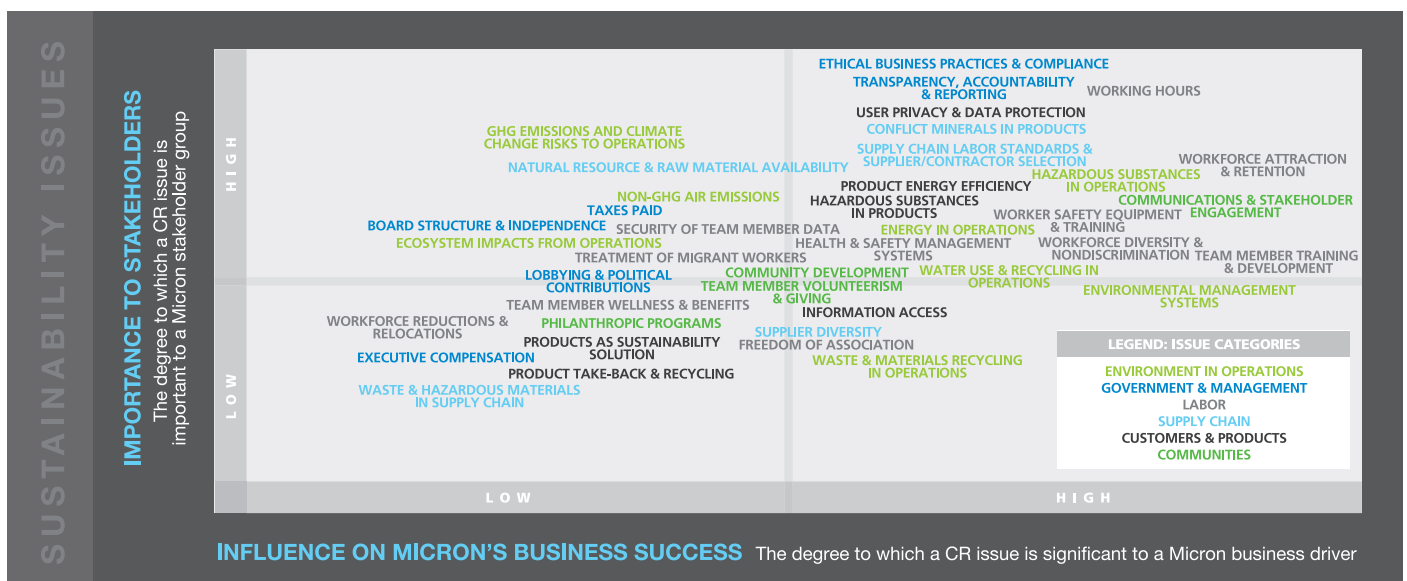 SUSTAINABILITY ISSUES
IMPORTANCE TO STAKEHOLDERS
The degree to which a CR issue is
important to a Micron stakeholder group
HIGH
LOW
ETHICAL BUSINESS PRACTICES & COMPLIANCE
TRANSPARENCY, ACCOUNTABILITY
& REPORTING
WORKING HOURS
USER PRIVACY & DATA PROTECTION
CONFLICT MINERALS IN PRODUCTS
GHG EMISSIONS AND CLIMATE
CHANGE RISKS TO OPERATIONS
SUPPLY CHAIN LABOR STANDARDS &
SUPPLIER/CONTRACTOR SELECTION
NATURAL RESOURCE & RAW MATERIAL AVAILABILITY
WORKFORCE ATTRACTION
& RETENTION
HAZARDOUS SUBSTANCES
IN OPERATIONS
PRODUCT ENERGY EFFICIENCY
NON-GHG AIR EMISSIONS
HAZARDOUS SUBSTANCES
IN PRODUCTS
COMMUNICATIONS & STAKEHOLDER
ENGAGEMENT
TAXES PAID
WORKER SAFETY EQUIPMENT
& TRAINING
BOARD STRUCTURE & INDEPENDENCE
SECURITY OF TEAM MEMBER DATA
ENERGY IN OPERATIONS
ECOSYSTEM IMPACTS FROM OPERATIONS
HEALTH & SAFETY MANAGEMENT
SYSTEMS
WORKFORCE DIVERSITY &
NONDISCRIMINATION
TREATMENT OF MIGRANT WORKERS
TEAM MEMBER TRAINING
& DEVELOPMENT
LOBBYING & POLITICAL
CONTRIBUTIONS
COMMUNITY DEVELOPMENT
WATER USE & RECYCLING IN
OPERATIONS
TEAM MEMBER VOLUNTEERISM
& GIVING
ENVIRONMENTAL MANAGEMENT
SYSTEMS
TEAM MEMBER WELLNESS & BENEFITS
INFORMATION ACCESS
WORKFORCE REDUCTIONS &
RELOCATIONS
PHILANTHROPIC PROGRAMS
SUPPLIER DIVERSITY
PRODUCTS AS SUSTAINABILITY
SOLUTION
FREEDOM OF ASSOCIATION
EXECUTIVE COMPENSATION
WASTE & MATERIALS RECYCLING
IN OPERATIONS
PRODUCT TAKE-BACK & RECYCLING
WASTE & HAZARDOUS MATERIALS
IN SUPPLY CHAIN
LEGEND: ISSUE CATEGORIES
ENVIRONMENT IN OPERATIONS
GOVERNMENT & MANAGEMENT
LABOR
SUPPLY CHAIN
CUSTOMERS & PRODUCTS
COMMUNITIES
LOW
HIGH
INFLUENCE ON MICRON'S BUSINESS SUCCESS The degree to which a CR issue is significant to a Micron business driver